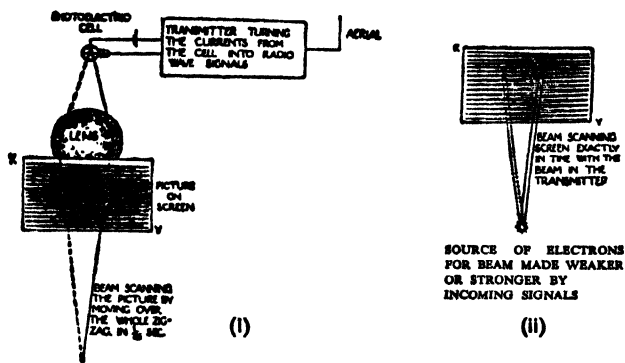 PHOTOELECTRIC
CELL
TRANSMITTER TURNING
THE CURRENTS FROM
THE CELL INTO RADIO
WAVE SIGNALS
AERIAL
LENS
X
PICTURE
ON
SCREEN
Y
BEAM SCANNING
THE PICTURE BY
MOVING OVER
THE WHOLE ZIG-
ZAG, IN SEC.
(i)
X
Y
BEAM SCANNING
SCREEN EXACTLY
IN TIME WITH THE
BEAM IN THE
TRANSMITTER
SOURCE OF ELECTRONS
FOR BEAM MADE WEAKER
OR STRONGER BY
INCOMING SIGNALS
(ii)